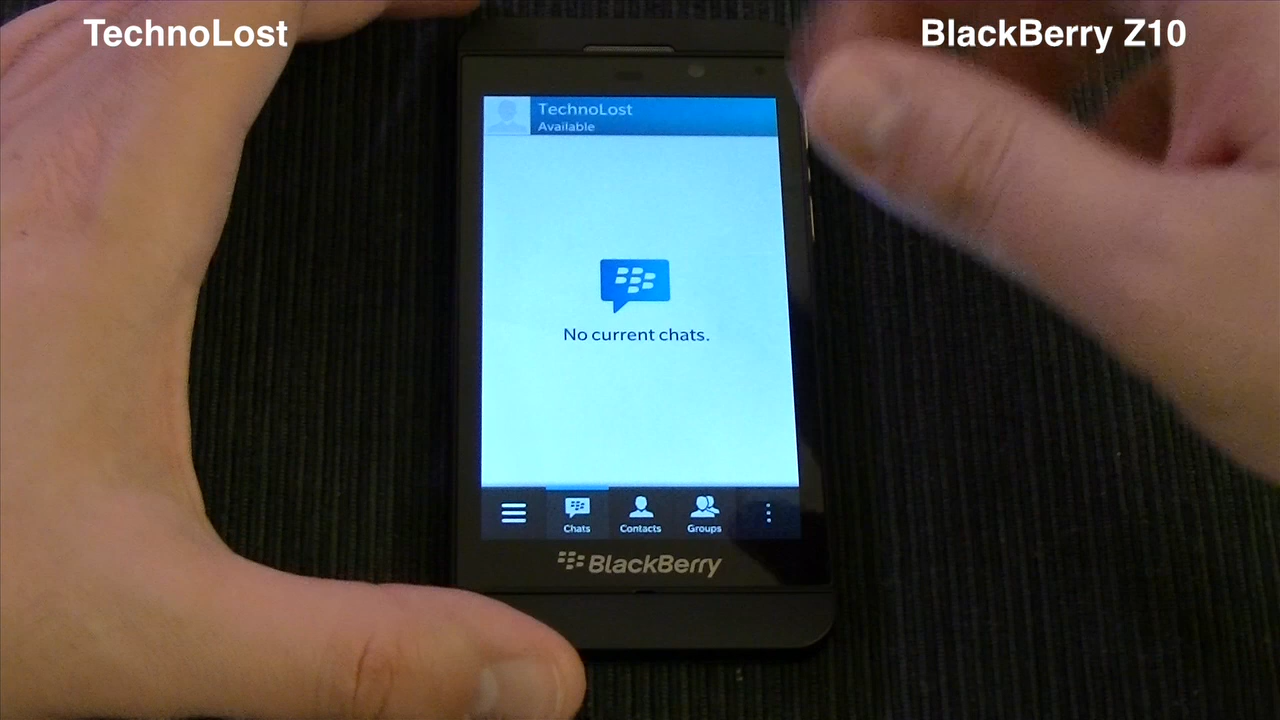 TechnoLost
BlackBerry Z10
TechnoLost
Available
No current chats.
Chats
Contacts
Groups
BlackBerry